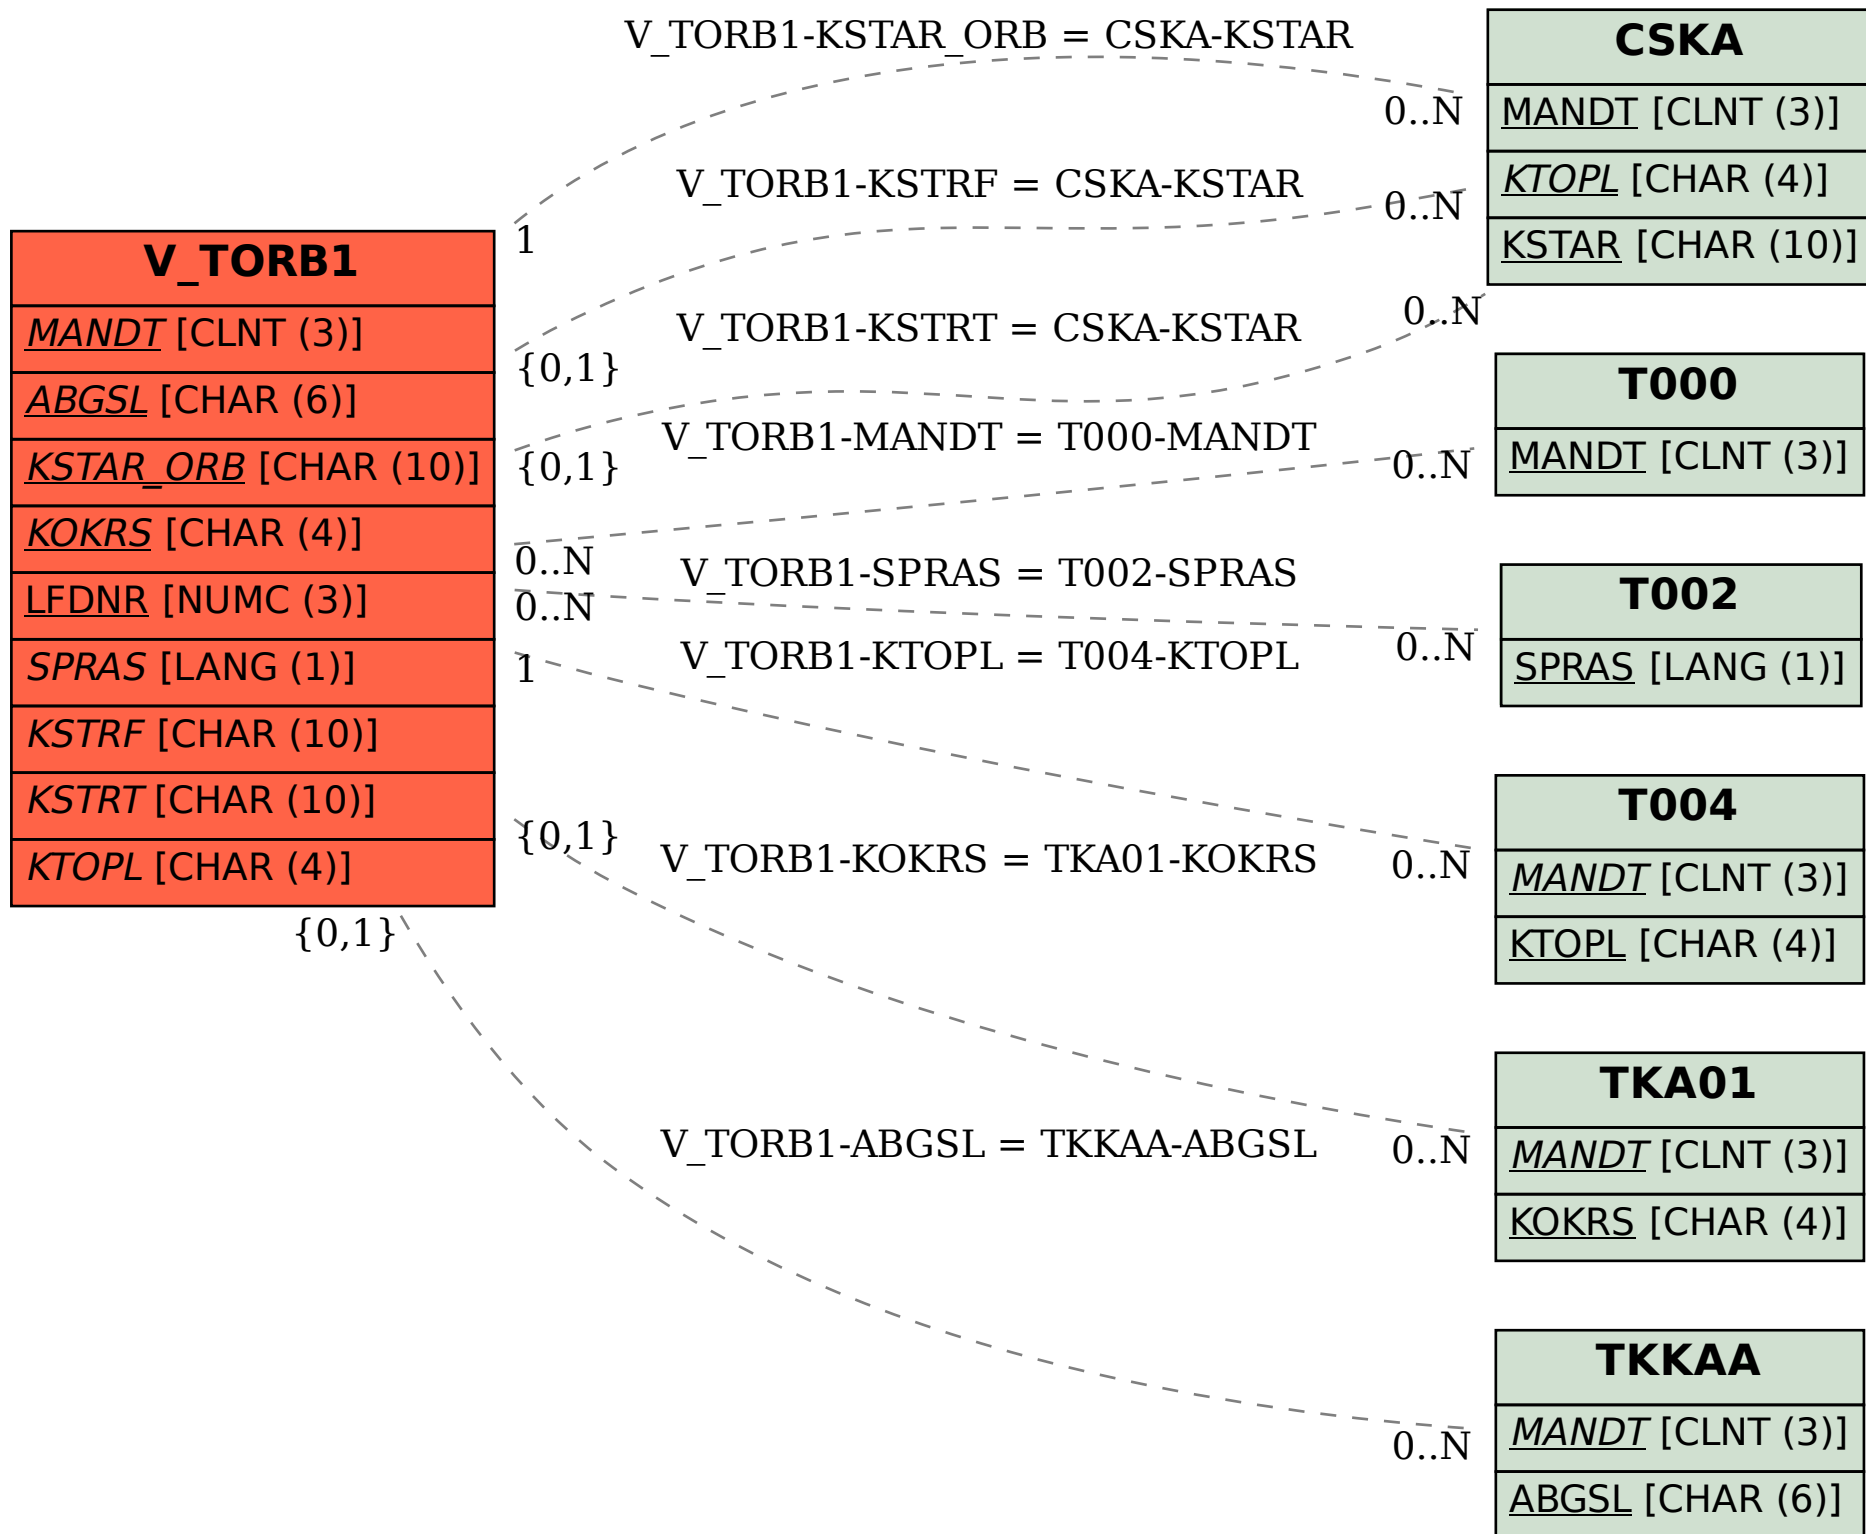 V_TORB1-KSTAR_ORB = CSKA-KSTAR
0..N
1
V_TORB1-KSTRF = CSKA-KSTAR
0..N
{0,1}
V_TORB1-KSTRT = CSKA-KSTAR
0..N
{0,1}
V_TORB1-MANDT = T000-MANDT
0..N
0..N
V_TORB1-SPRAS = T002-SPRAS
0..N
0..N
V_TORB1-KTOPL = T004-KTOPL
1
0..N
V_TORB1-KOKRS = TKA01-KOKRS
{0,1}
0..N
V_TORB1-ABGSL = TKKAA-ABGSL
{0,1}
0..N
V_TORB1
MANDT [CLNT (3)]
ABGSL [CHAR (6)]
KSTAR_ORB [CHAR (10)]
KOKRS [CHAR (4)]
LFDNR [NUMC (3)]
SPRAS [LANG (1)]
KSTRF [CHAR (10)]
KSTRT [CHAR (10)]
KTOPL [CHAR (4)]
CSKA
MANDT [CLNT (3)]
KTOPL [CHAR (4)]
KSTAR [CHAR (10)]
T000
MANDT [CLNT (3)]
T002
SPRAS [LANG (1)]
T004
MANDT [CLNT (3)]
KTOPL [CHAR (4)]
TKA01
MANDT [CLNT (3)]
KOKRS [CHAR (4)]
TKKAA
MANDT [CLNT (3)]
ABGSL [CHAR (6)]